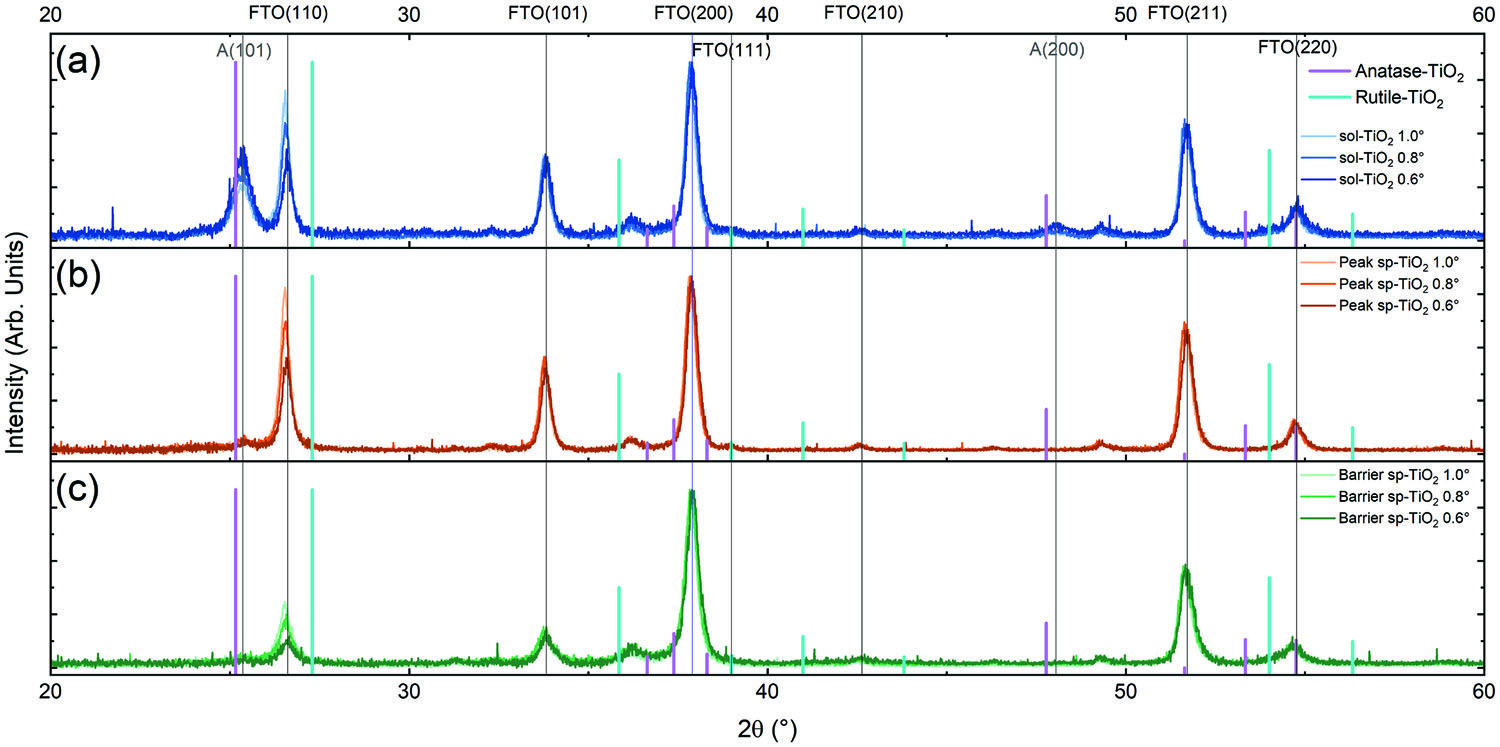 20 FTO(110) 30 FTO(101) FTO(200) 40 FTO(210) 50 FTO(211) 60
A(101) FTO(111) A(200) FTO(220)
(a)
Anatase-TiO₂
Rutile-TiO₂
sol-TiO₂ 1.0°
sol-TiO₂ 0.8°
sol-TiO₂ 0.6°
(b)
Peak sp-TiO₂ 1.0°
Peak sp-TiO₂ 0.8°
Peak sp-TiO₂ 0.6°
(c)
Barrier sp-TiO₂ 1.0°
Barrier sp-TiO₂ 0.8°
Barrier sp-TiO₂ 0.6°
Intensity (Arb. Units)
20 30 40 50 60
2θ (°)